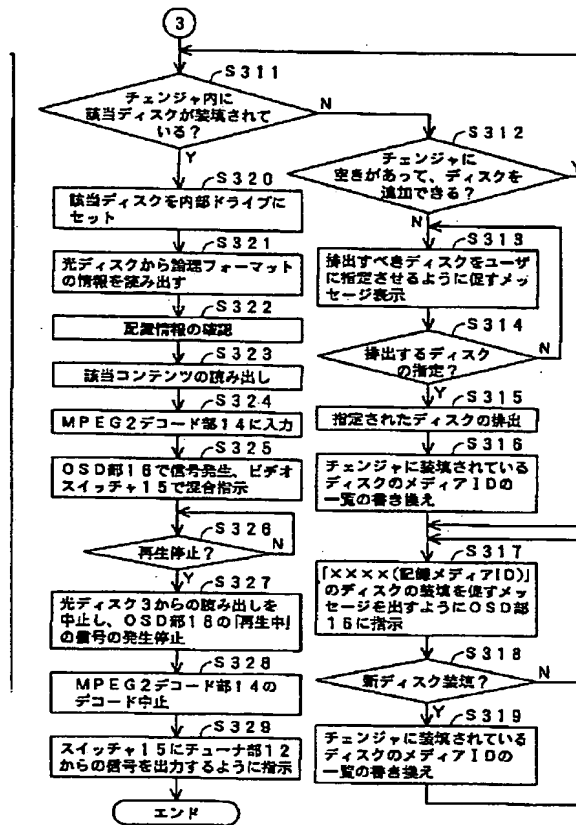 3
S311
チェンジャ内に
該当ディスクが装填されて
いる？
N
Y
S312
チェンジャに
空きがあって、ディスクを
追加できる？
Y
N
S320
該当ディスクを内部ドライブに
セット
S321
光ディスクから論理フォーマット
の情報を読み出す
S322
配置情報の確認
S323
該当コンテンツの読み出し
S324
MPEG2デコード部14に入力
S325
OSD部16で信号発生、ビデオ
スイッチャ15で混合指示
S326
再生停止？
N
Y
S327
光ディスク3からの読み出しを
中止し、OSD部16の「再生中」
の信号の発生停止
S328
MPEG2デコード部14の
デコード中止
S329
スイッチャ15にチューナ部12
からの信号を出力するように指示
エンド
S313
排出すべきディスクをユーザ
に指定させるように促すメッ
セージ表示
S314
排出するディスク
の指定？
N
Y
S315
指定されたディスクの排出
S316
チェンジャに装填されている
ディスクのメディアIDの
一覧の書き換え
S317
「××××(記録メディアID)」
のディスクの装填を促すメッ
セージを出すようにOSD部
16に指示
S318
新ディスク装填？
N
Y
S319
チェンジャに装填されている
ディスクのメディアIDの
一覧の書き換え